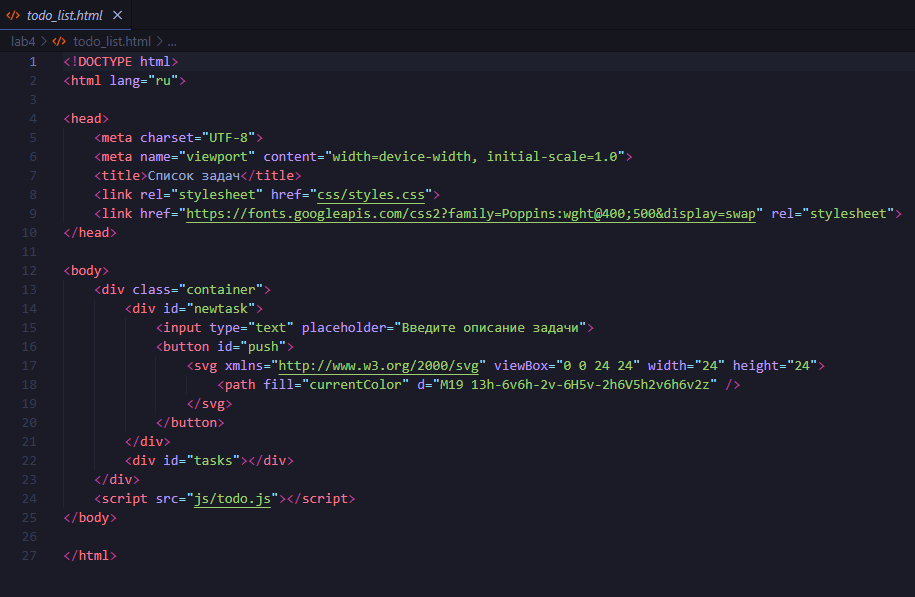 </> todo_list.html ×
lab4 > </> todo_list.html > ...
1 <!DOCTYPE html>
2 <html lang="ru">
3
4 <head>
5     <meta charset="UTF-8">
6     <meta name="viewport" content="width=device-width, initial-scale=1.0">
7     <title>Список задач</title>
8     <link rel="stylesheet" href="css/styles.css">
9     <link href="https://fonts.googleapis.com/css2?family=Poppins:wght@400;500&display=swap" rel="stylesheet">
10 </head>
11
12 <body>
13     <div class="container">
14         <div id="newtask">
15             <input type="text" placeholder="Введите описание задачи">
16             <button id="push">
17                 <svg xmlns="http://www.w3.org/2000/svg" viewBox="0 0 24 24" width="24" height="24">
18                     <path fill="currentColor" d="M19 13h-6v6h-2v-6H5v-2h6V5h2v6h6v2z" />
19                 </svg>
20             </button>
21         </div>
22         <div id="tasks"></div>
23     </div>
24     <script src="js/todo.js"></script>
25 </body>
26
27 </html>